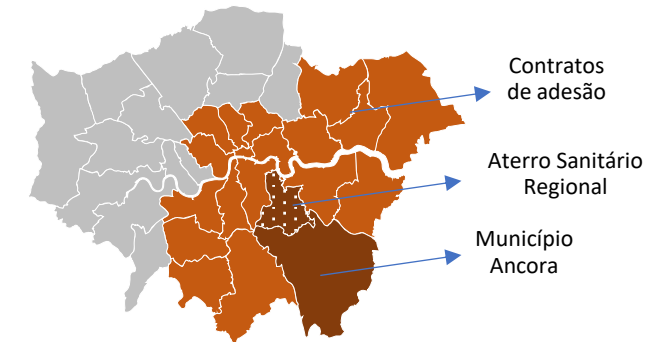 Contratos
de adesão
Aterro Sanitário
Regional
Município
Ancora